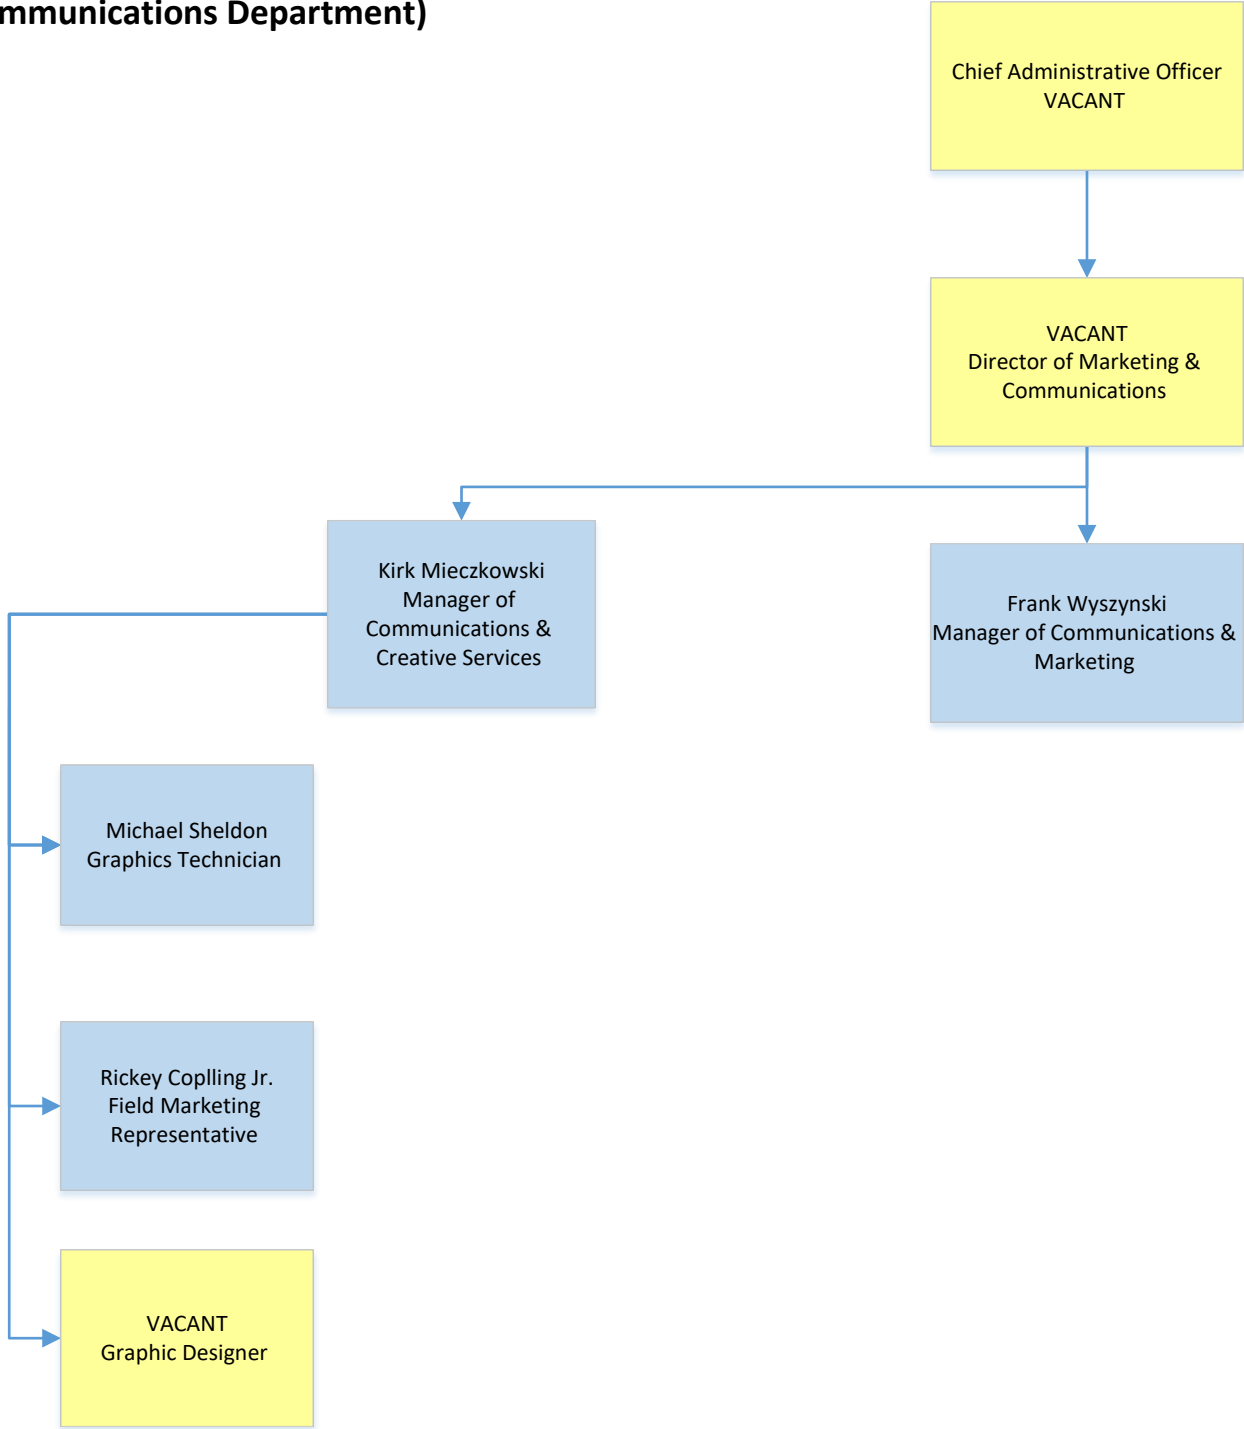 mmunications Department)
Chief Administrative Officer
VACANT
VACANT
Director of Marketing &
Communications
Kirk Mieczkowski
Manager of
Communications &
Creative Services
Frank Wyszynski
Manager of Communications &
Marketing
Michael Sheldon
Graphics Technician
Rickey Coplling Jr.
Field Marketing
Representative
VACANT
Graphic Designer